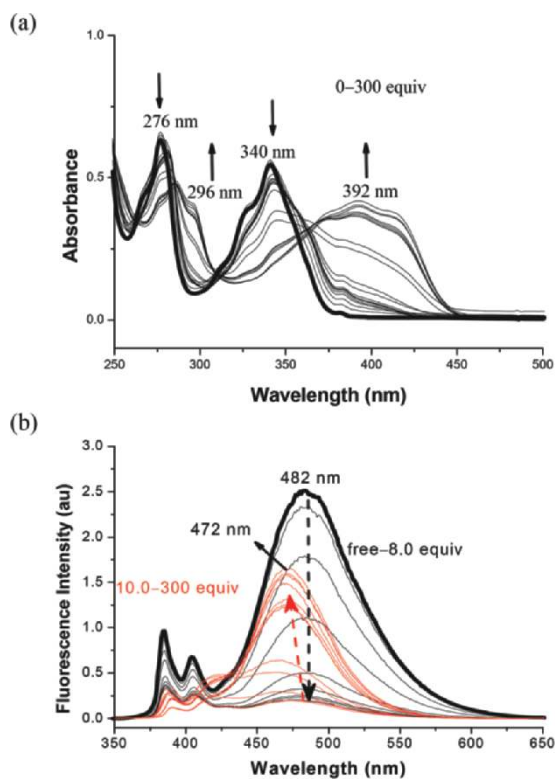 (a)
1.0
0–300 equiv
276 nm
340 nm
296 nm
392 nm
0.5
Absorbance
0.0
250 300 350 400 450 500
Wavelength (nm)
(b)
3.0
482 nm
2.5
472 nm
free–8.0 equiv
2.0
10.0–300 equiv
1.5
1.0
0.5
0.0
Fluorescence Intensity (au)
350 400 450 500 550 600 650
Wavelength (nm)